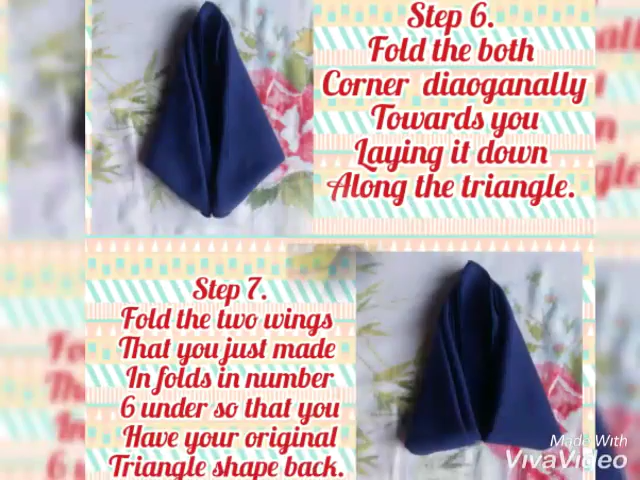 Step 6.
Fold the both
Corner diaoganally
Towards you
Laying it down
Along the triangle.
Step 7.
Fold the two wings
That you just made
In folds in number
6 under so that you
Have your original
Triangle shape back.
Made With
VivaVideo